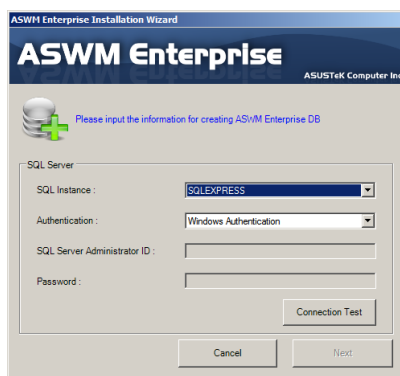 ASWM Enterprise Installation Wizard
ASWM Enterprise
ASUSTeK Computer Inc
Please input the information for creating ASWM Enterprise DB
SQL Server
SQL Instance :
SQLEXPRESS
Authentication :
Windows Authentication
SQL Server Administrator ID :
Password :
Connection Test
Cancel
Next